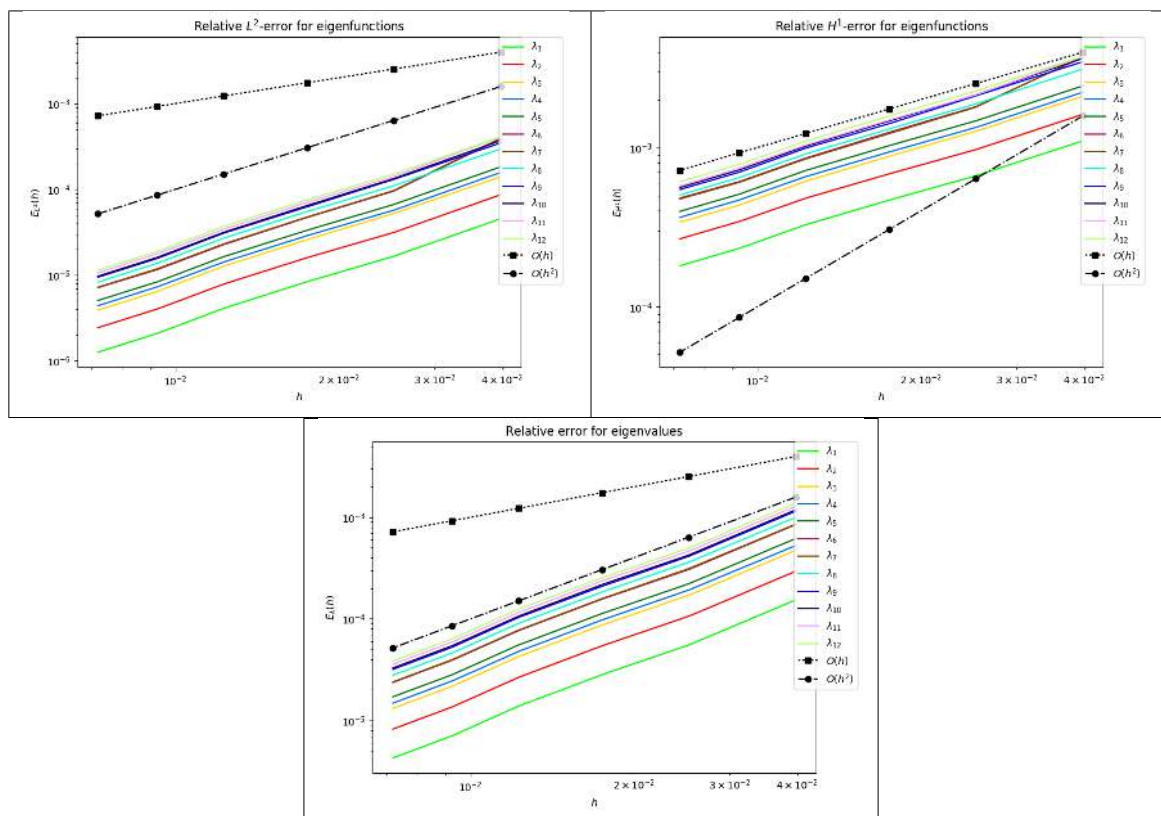 Relative L²-error for eigenfunctions
10⁻³
10⁻⁴
10⁻⁵
10⁻⁶
E_{L²}(h)
10⁻²
2 × 10⁻²
3 × 10⁻²
4 × 10⁻²
h
λ₁
λ₂
λ₃
λ₄
λ₅
λ₆
λ₇
λ₈
λ₉
λ₁₀
λ₁₁
λ₁₂
O(h)
O(h²)
Relative H¹-error for eigenfunctions
10⁻³
10⁻⁴
E_{H¹}(h)
10⁻²
2 × 10⁻²
3 × 10⁻²
4 × 10⁻²
h
λ₁
λ₂
λ₃
λ₄
λ₅
λ₆
λ₇
λ₈
λ₉
λ₁₀
λ₁₁
λ₁₂
O(h)
O(h²)
Relative error for eigenvalues
10⁻⁴
10⁻⁵
10⁻²
2 × 10⁻²
3 × 10⁻²
4 × 10⁻²
h
λ₁
λ₂
λ₃
λ₄
λ₅
λ₆
λ₇
λ₈
λ₉
λ₁₀
λ₁₁
λ₁₂
O(h)
O(h²)